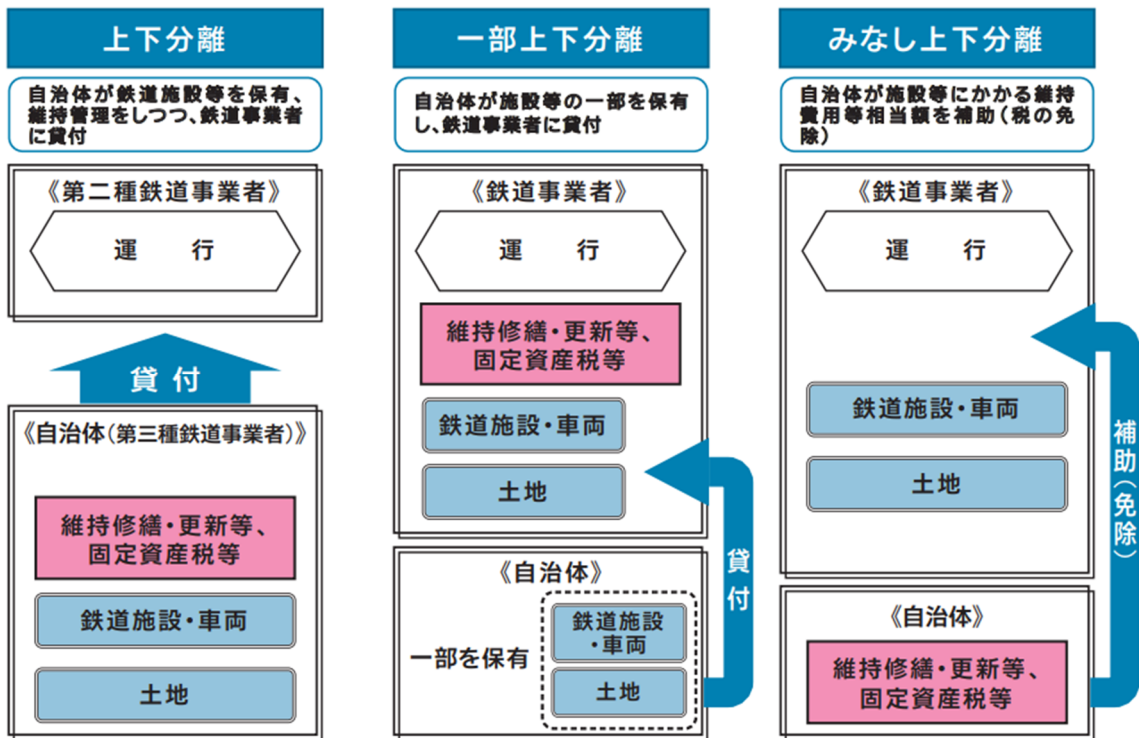 上下分離
自治体が鉄道施設等を保有、
維持管理をしつつ、鉄道事業者
に貸付
《第二種鉄道事業者》
運　行
貸付
《自治体(第三種鉄道事業者)》
維持修繕・更新等、
固定資産税等
鉄道施設・車両
土地
一部上下分離
自治体が施設等の一部を保有
し、鉄道事業者に貸付
《鉄道事業者》
運　行
維持修繕・更新等、
固定資産税等
鉄道施設・車両
土地
《自治体》
一部を保有
鉄道施設
・車両
土地
貸付
みなし上下分離
自治体が施設等にかかる維持
費用等相当額を補助(税の免
除)
《鉄道事業者》
運　行
鉄道施設・車両
土地
《自治体》
維持修繕・更新等、
固定資産税等
補助(免除)